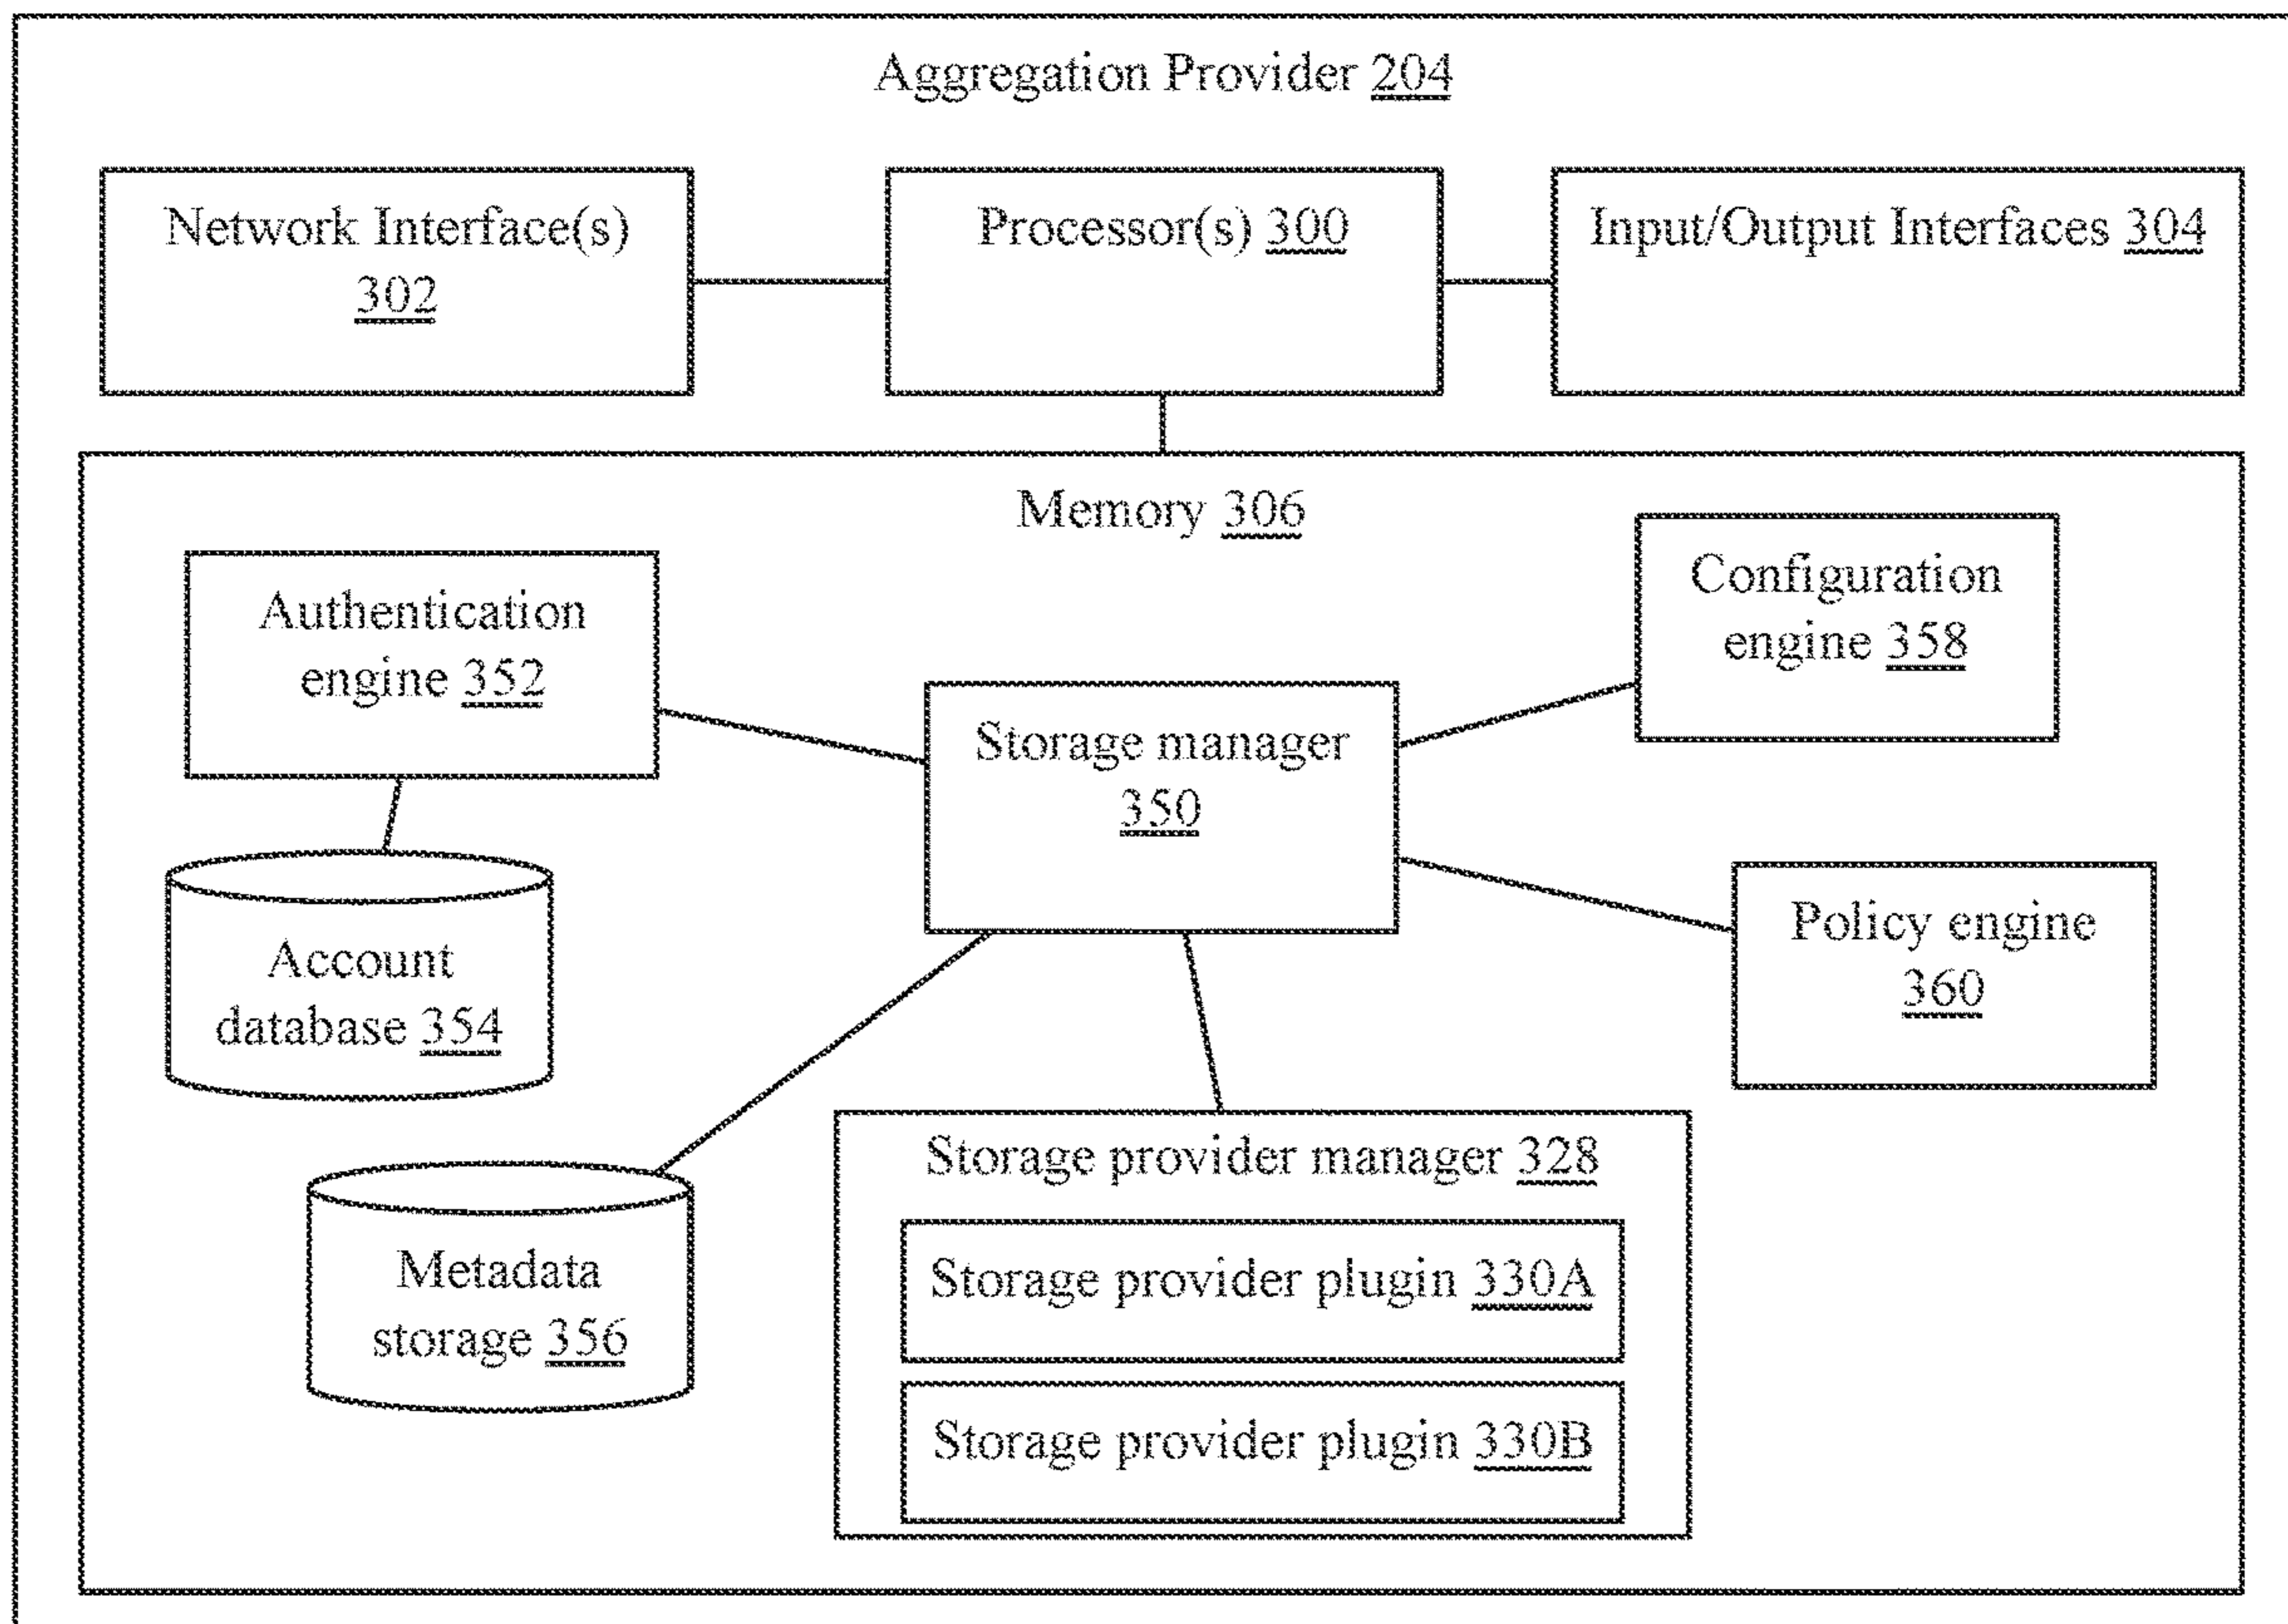 Aggregation Provider 204
Network Interface(s)
302
Processor(s) 300
Input/Output Interfaces 304
Memory 306
Authentication
engine 352
Configuration
engine 358
Storage manager
350
Account
database 354
Policy engine
360
Metadata
storage 356
Storage provider manager 328
Storage provider plugin 330A
Storage provider plugin 330B